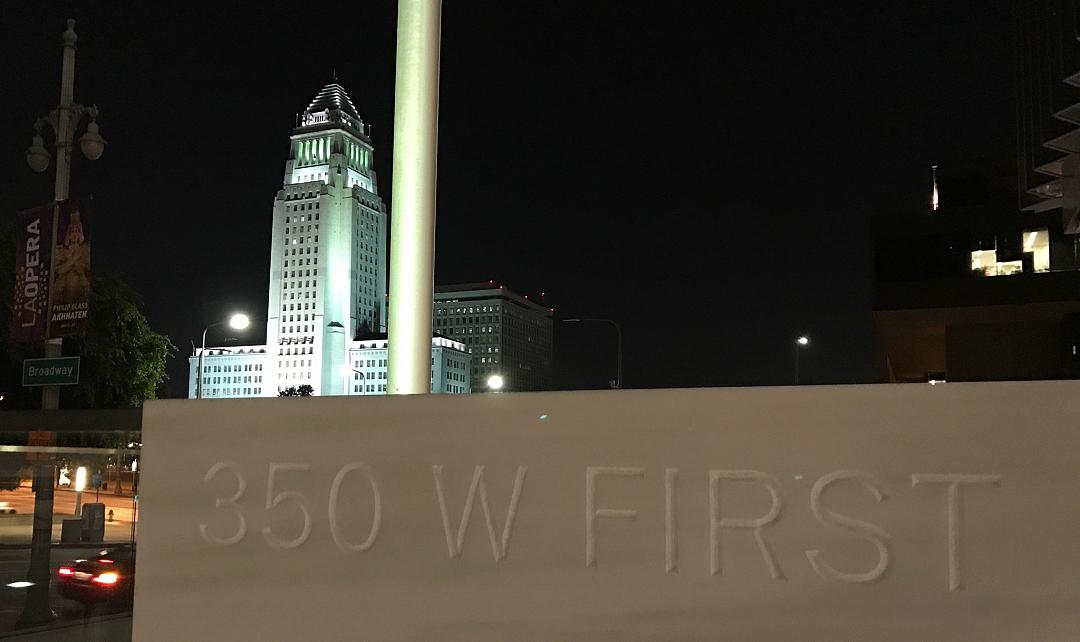 LAOPERA
PHILIP GLASS
AKHNATEN
Broadway
350 W FIRST